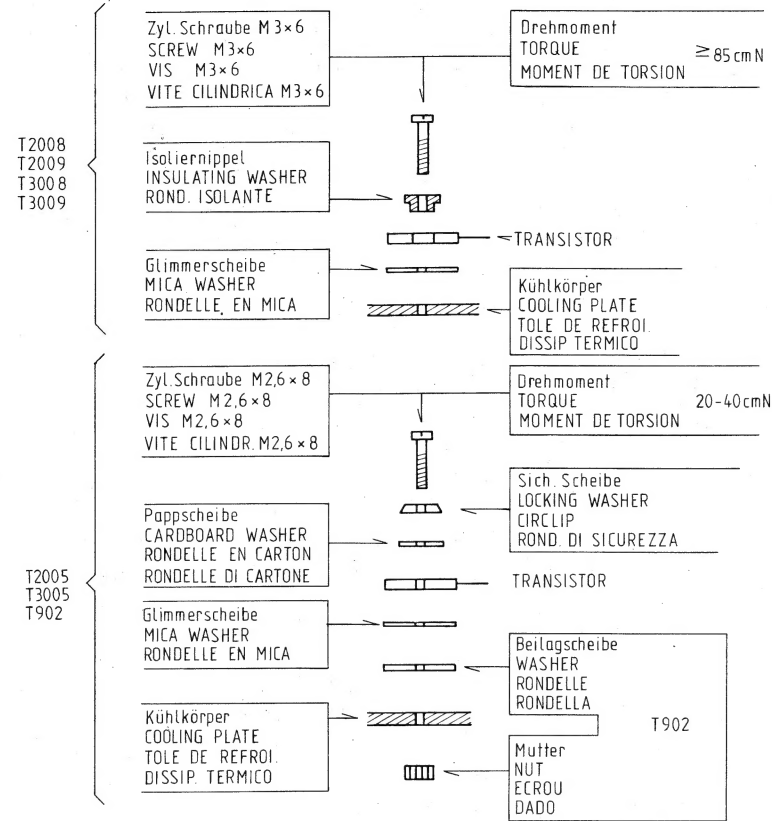 Zyl. Schraube M3×6
SCREW M3×6
VIS M3×6
VITE CILINDRICA M3×6
Drehmoment
TORQUE ≧85cmN
MOMENT DE TORSION
T2008
T2009
T3008
T3009
Isoliernippel
INSULATING WASHER
ROND. ISOLANTE
TRANSISTOR
Glimmerscheibe
MICA WASHER
RONDELLE EN MICA
Kühlkörper
COOLING PLATE
TOLE DE REFROI.
DISSIP TERMICO
Zyl.Schraube M2,6×8
SCREW M2,6×8
VIS M2,6×8
VITE CILINDR. M2,6×8
Drehmoment
TORQUE 20-40cmN
MOMENT DE TORSION
Sich. Scheibe
LOCKING WASHER
CIRCLIP
ROND. DI SICUREZZA
Pappscheibe
CARDBOARD WASHER
RONDELLE EN CARTON
RONDELLE DI CARTONE
T2005
T3005
T902
TRANSISTOR
Glimmerscheibe
MICA WASHER
RONDELLE EN MICA
Beilagscheibe
WASHER
RONDELLE
RONDELLA
T902
Kühlkörper
COOLING PLATE
TOLE DE REFROI.
DISSIP. TERMICO
Mutter
NUT
ECROU
DADO